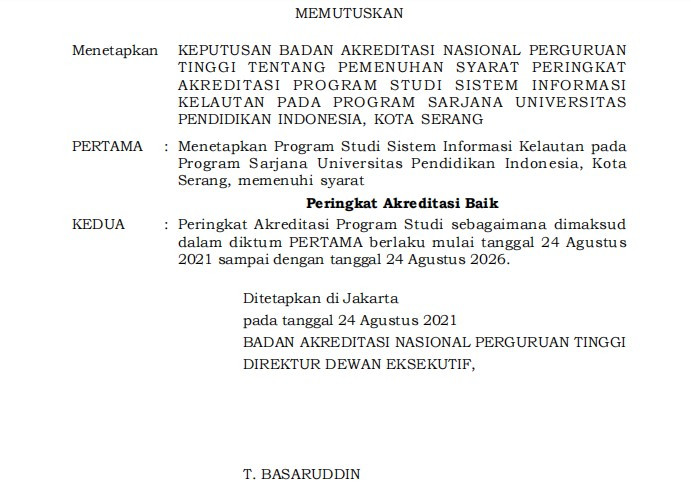 MEMUTUSKAN
Menetapkan KEPUTUSAN BADAN AKREDITASI NASIONAL PERGURUAN
TINGGI TENTANG PEMENUHAN SYARAT PERINGKAT
AKREDITASI PROGRAM STUDI SISTEM INFORMASI
KELAUTAN PADA PROGRAM SARJANA UNIVERSITAS
PENDIDIKAN INDONESIA, KOTA SERANG
PERTAMA : Menetapkan Program Studi Sistem Informasi Kelautan pada
Program Sarjana Universitas Pendidikan Indonesia, Kota
Serang, memenuhi syarat
Peringkat Akreditasi Baik
KEDUA : Peringkat Akreditasi Program Studi sebagaimana dimaksud
dalam diktum PERTAMA berlaku mulai tanggal 24 Agustus
2021 sampai dengan tanggal 24 Agustus 2026.
Ditetapkan di Jakarta
pada tanggal 24 Agustus 2021
BADAN AKREDITASI NASIONAL PERGURUAN TINGGI
DIREKTUR DEWAN EKSEKUTIF,
T. BASARUDDIN